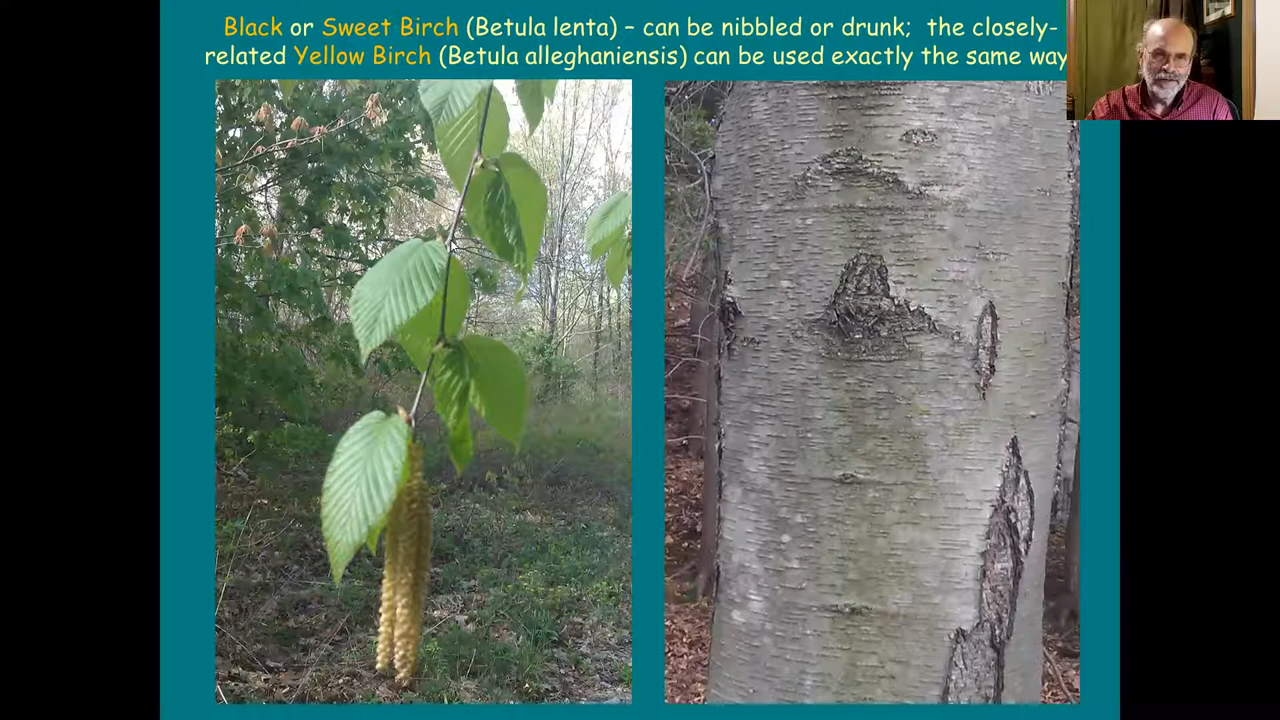 Black or Sweet Birch (Betula lenta) – can be nibbled or drunk;  the closely-
related Yellow Birch (Betula alleghaniensis) can be used exactly the same way